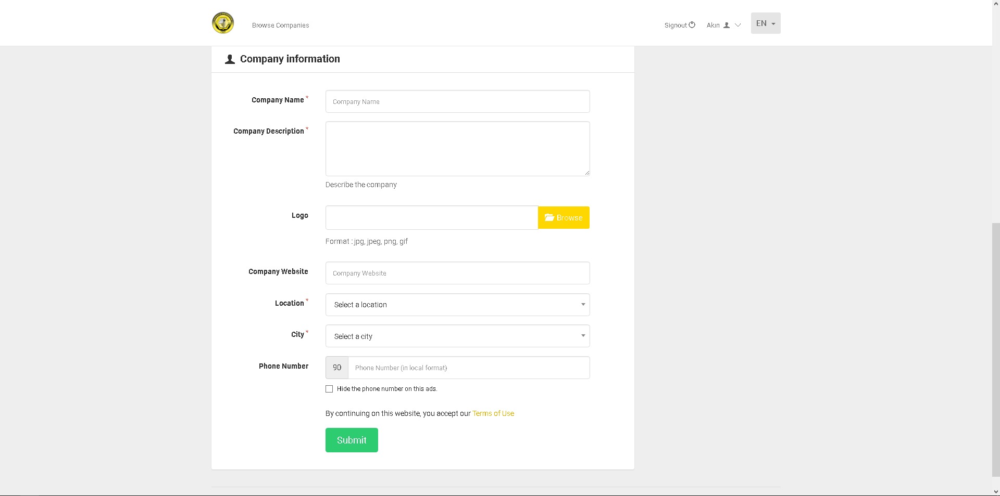 Browse Companies
Signout
Akın
EN
Company information
Company Name *
Company Name
Company Description *
Describe the company
Logo
Browse
Format : jpg, jpeg, png, gif
Company Website
Company Website
Location *
Select a location
City *
Select a city
Phone Number
90
Phone Number (in local format)
Hide the phone number on this ads.
By continuing on this website, you accept our Terms of Use
Submit